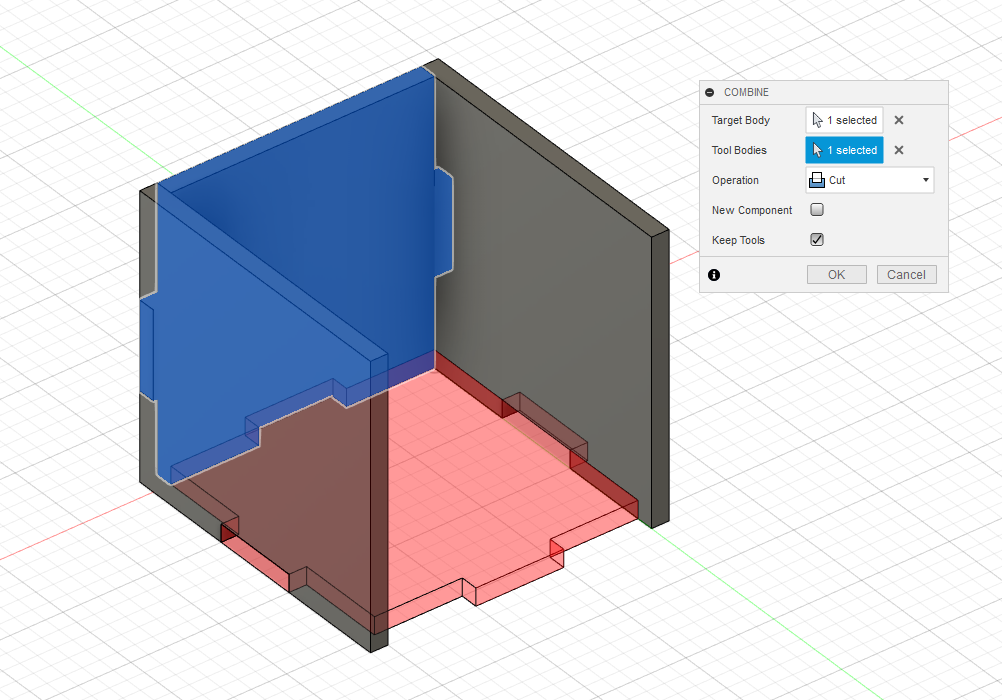 COMBINE
Target Body 1 selected
Tool Bodies 1 selected
Operation Cut
New Component
Keep Tools
OK Cancel